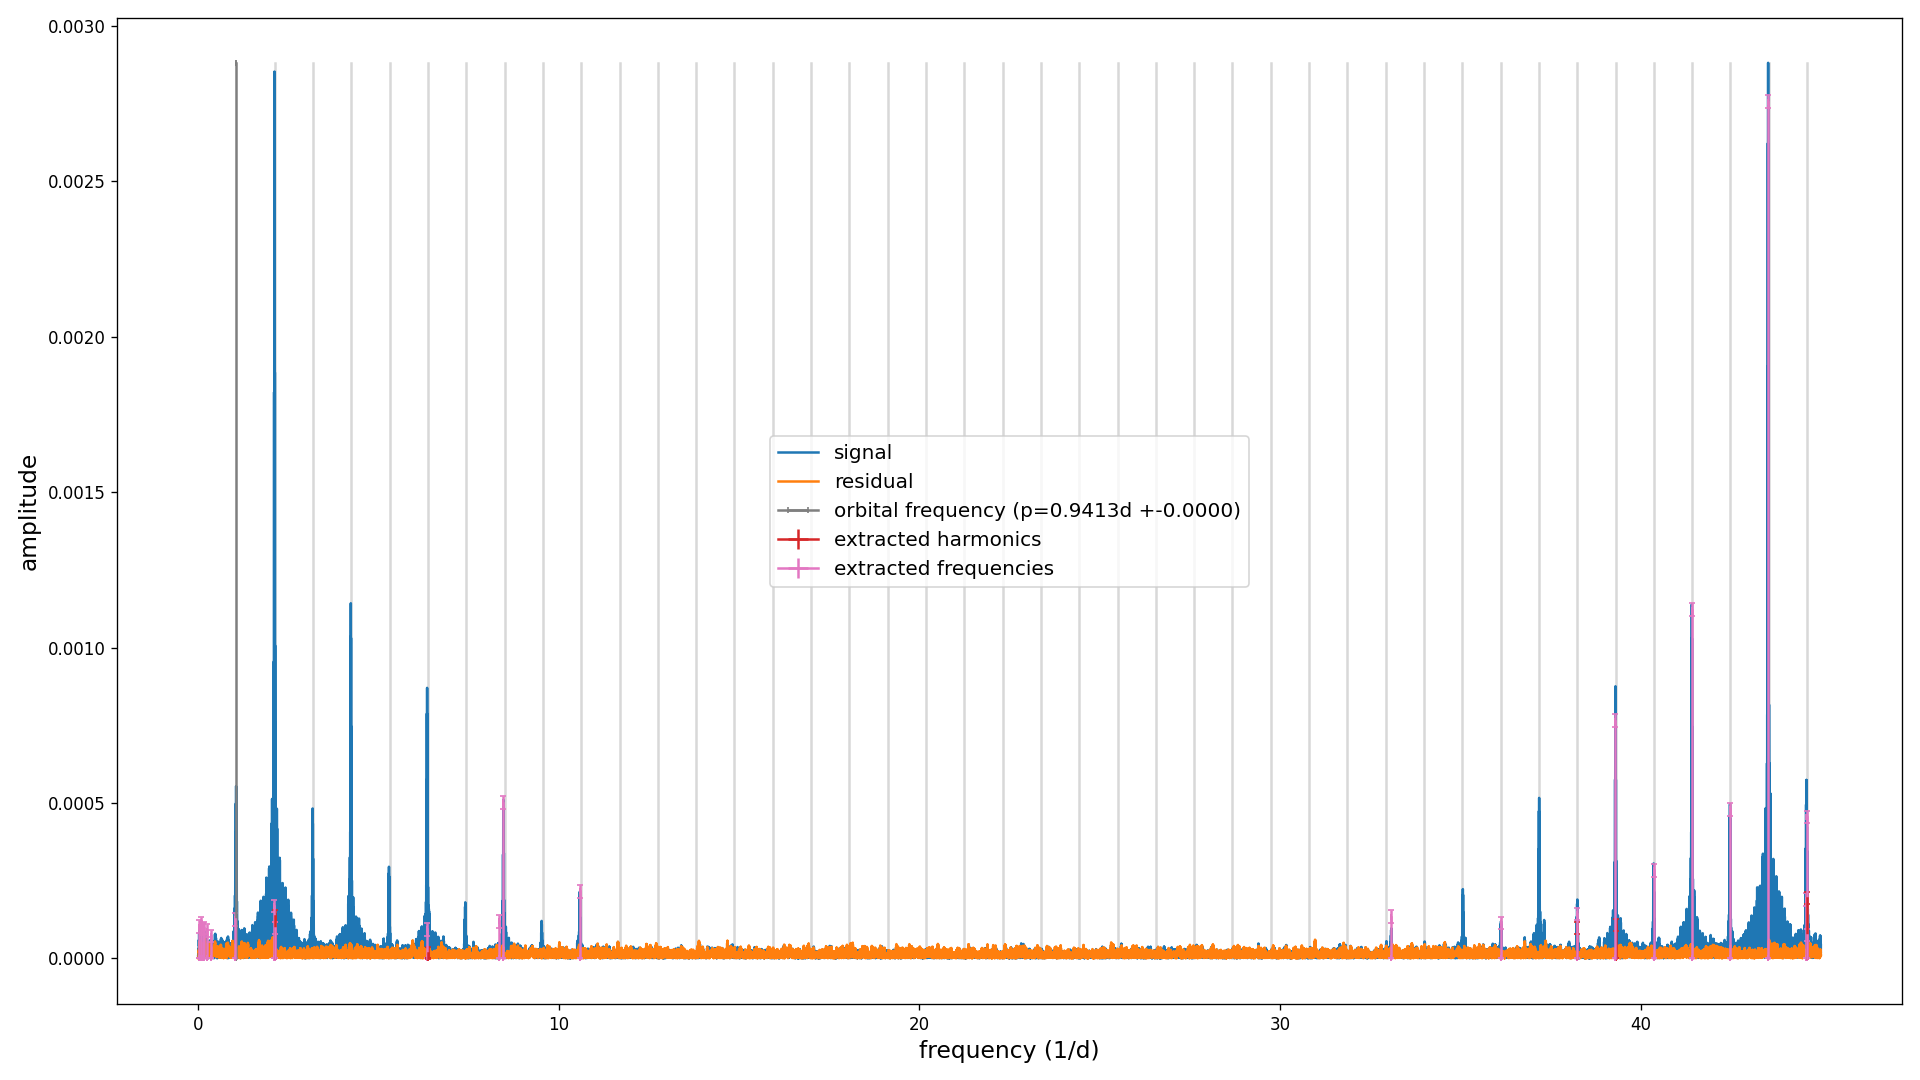 0.0030
0.0025
0.0020
0.0015
0.0010
0.0005
0.0000
amplitude
signal
residual
orbital frequency (p=0.9413d +-0.0000)
extracted harmonics
extracted frequencies
0 10 20 30 40
frequency (1/d)